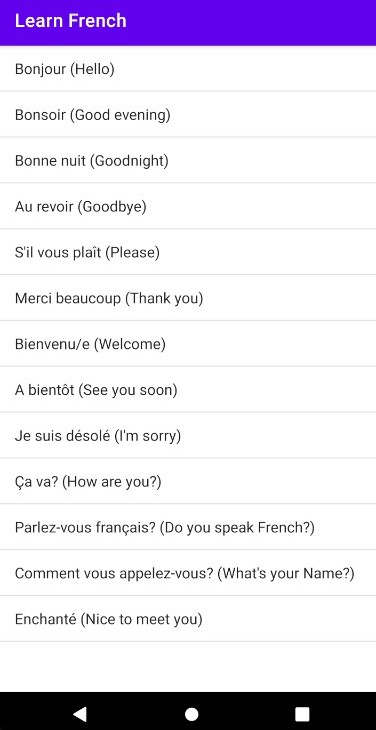 Learn French
Bonjour (Hello)
Bonsoir (Good evening)
Bonne nuit (Goodnight)
Au revoir (Goodbye)
S'il vous plaît (Please)
Merci beaucoup (Thank you)
Bienvenu/e (Welcome)
A bientôt (See you soon)
Je suis désolé (I'm sorry)
Ça va? (How are you?)
Parlez-vous français? (Do you speak French?)
Comment vous appelez-vous? (What's your Name?)
Enchanté (Nice to meet you)